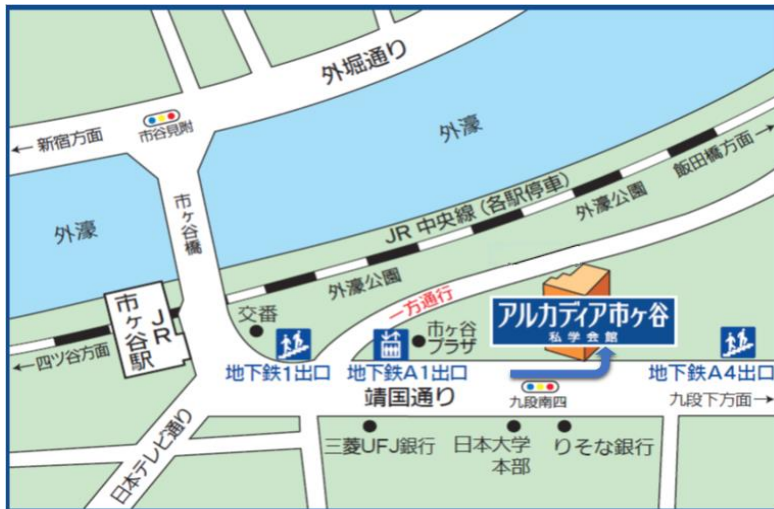 外堀通り
←新宿方面
市谷見附
外濠
飯田橋方面→
外濠
市ヶ谷橋
JR 中央線(各駅停車)
外濠公園
外濠公園
一方通行
JR
市ヶ谷駅
交番
←四ツ谷方面
市ヶ谷
プラザ
アルカディア市ヶ谷
私学会館
地下鉄1出口
地下鉄A1出口
地下鉄A4出口
靖国通り
九段南四
九段下方面→
日本テレビ通り
三菱UFJ銀行
日本大学
本部
りそな銀行